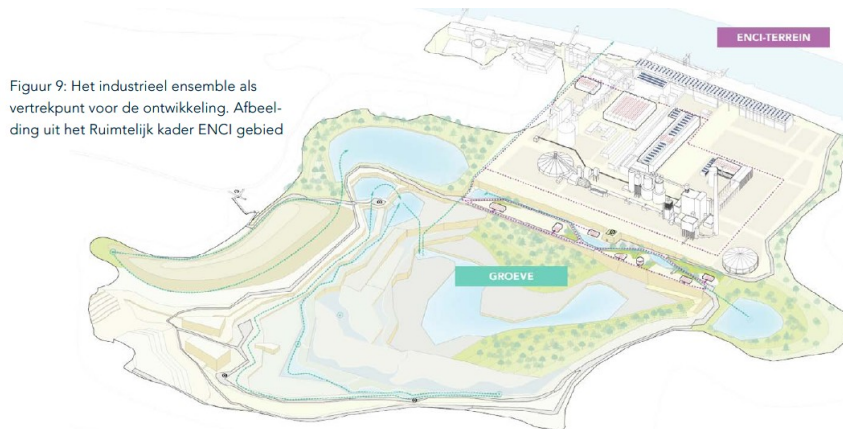 ENCI-TERREIN
Figuur 9: Het industrieel ensemble als
vertrekpunt voor de ontwikkeling. Afbeel-
ding uit het Ruimtelijk kader ENCI gebied
GROEVE